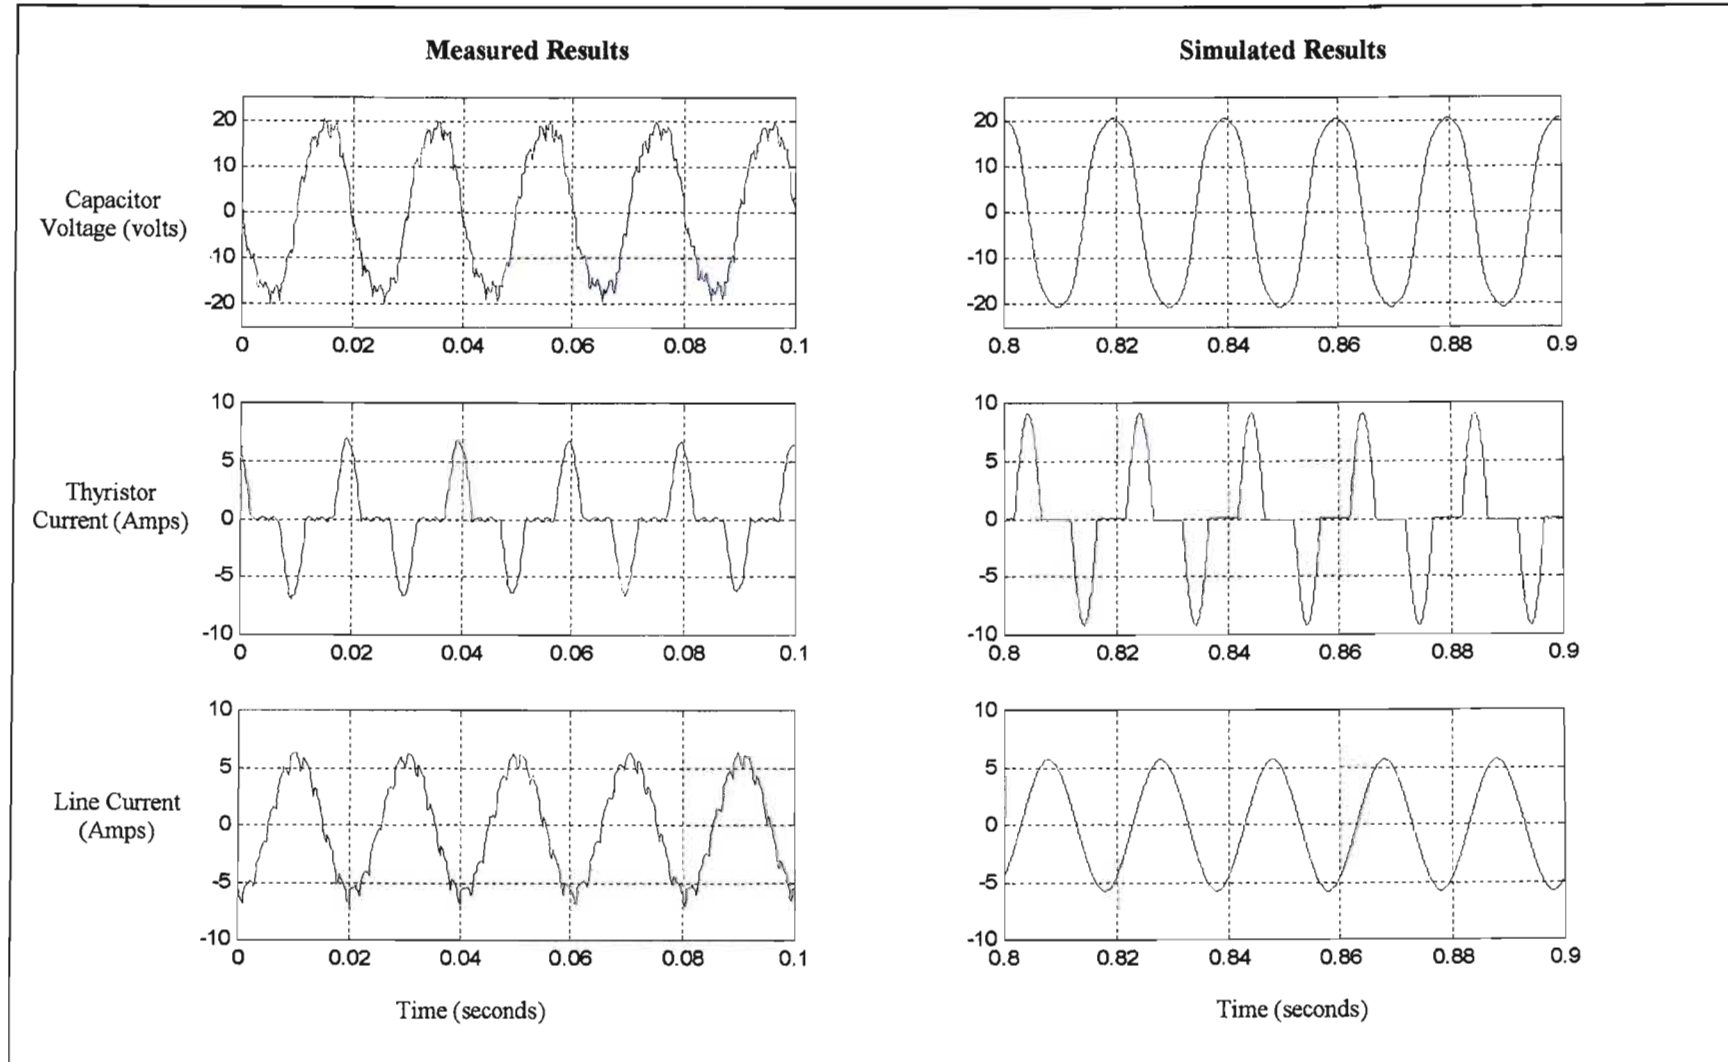 Measured Results
Simulated Results
Capacitor
Voltage (volts)
20
10
0
-10
-20
0 0.02 0.04 0.06 0.08 0.1
20
10
0
-10
-20
0.8 0.82 0.84 0.86 0.88 0.9
Thyristor
Current (Amps)
10
5
0
-5
-10
0 0.02 0.04 0.06 0.08 0.1
10
5
0
-5
-10
0.8 0.82 0.84 0.86 0.88 0.9
Line Current
(Amps)
10
5
0
-5
-10
0 0.02 0.04 0.06 0.08 0.1
10
5
0
-5
-10
0.8 0.82 0.84 0.86 0.88 0.9
Time (seconds)
Time (seconds)